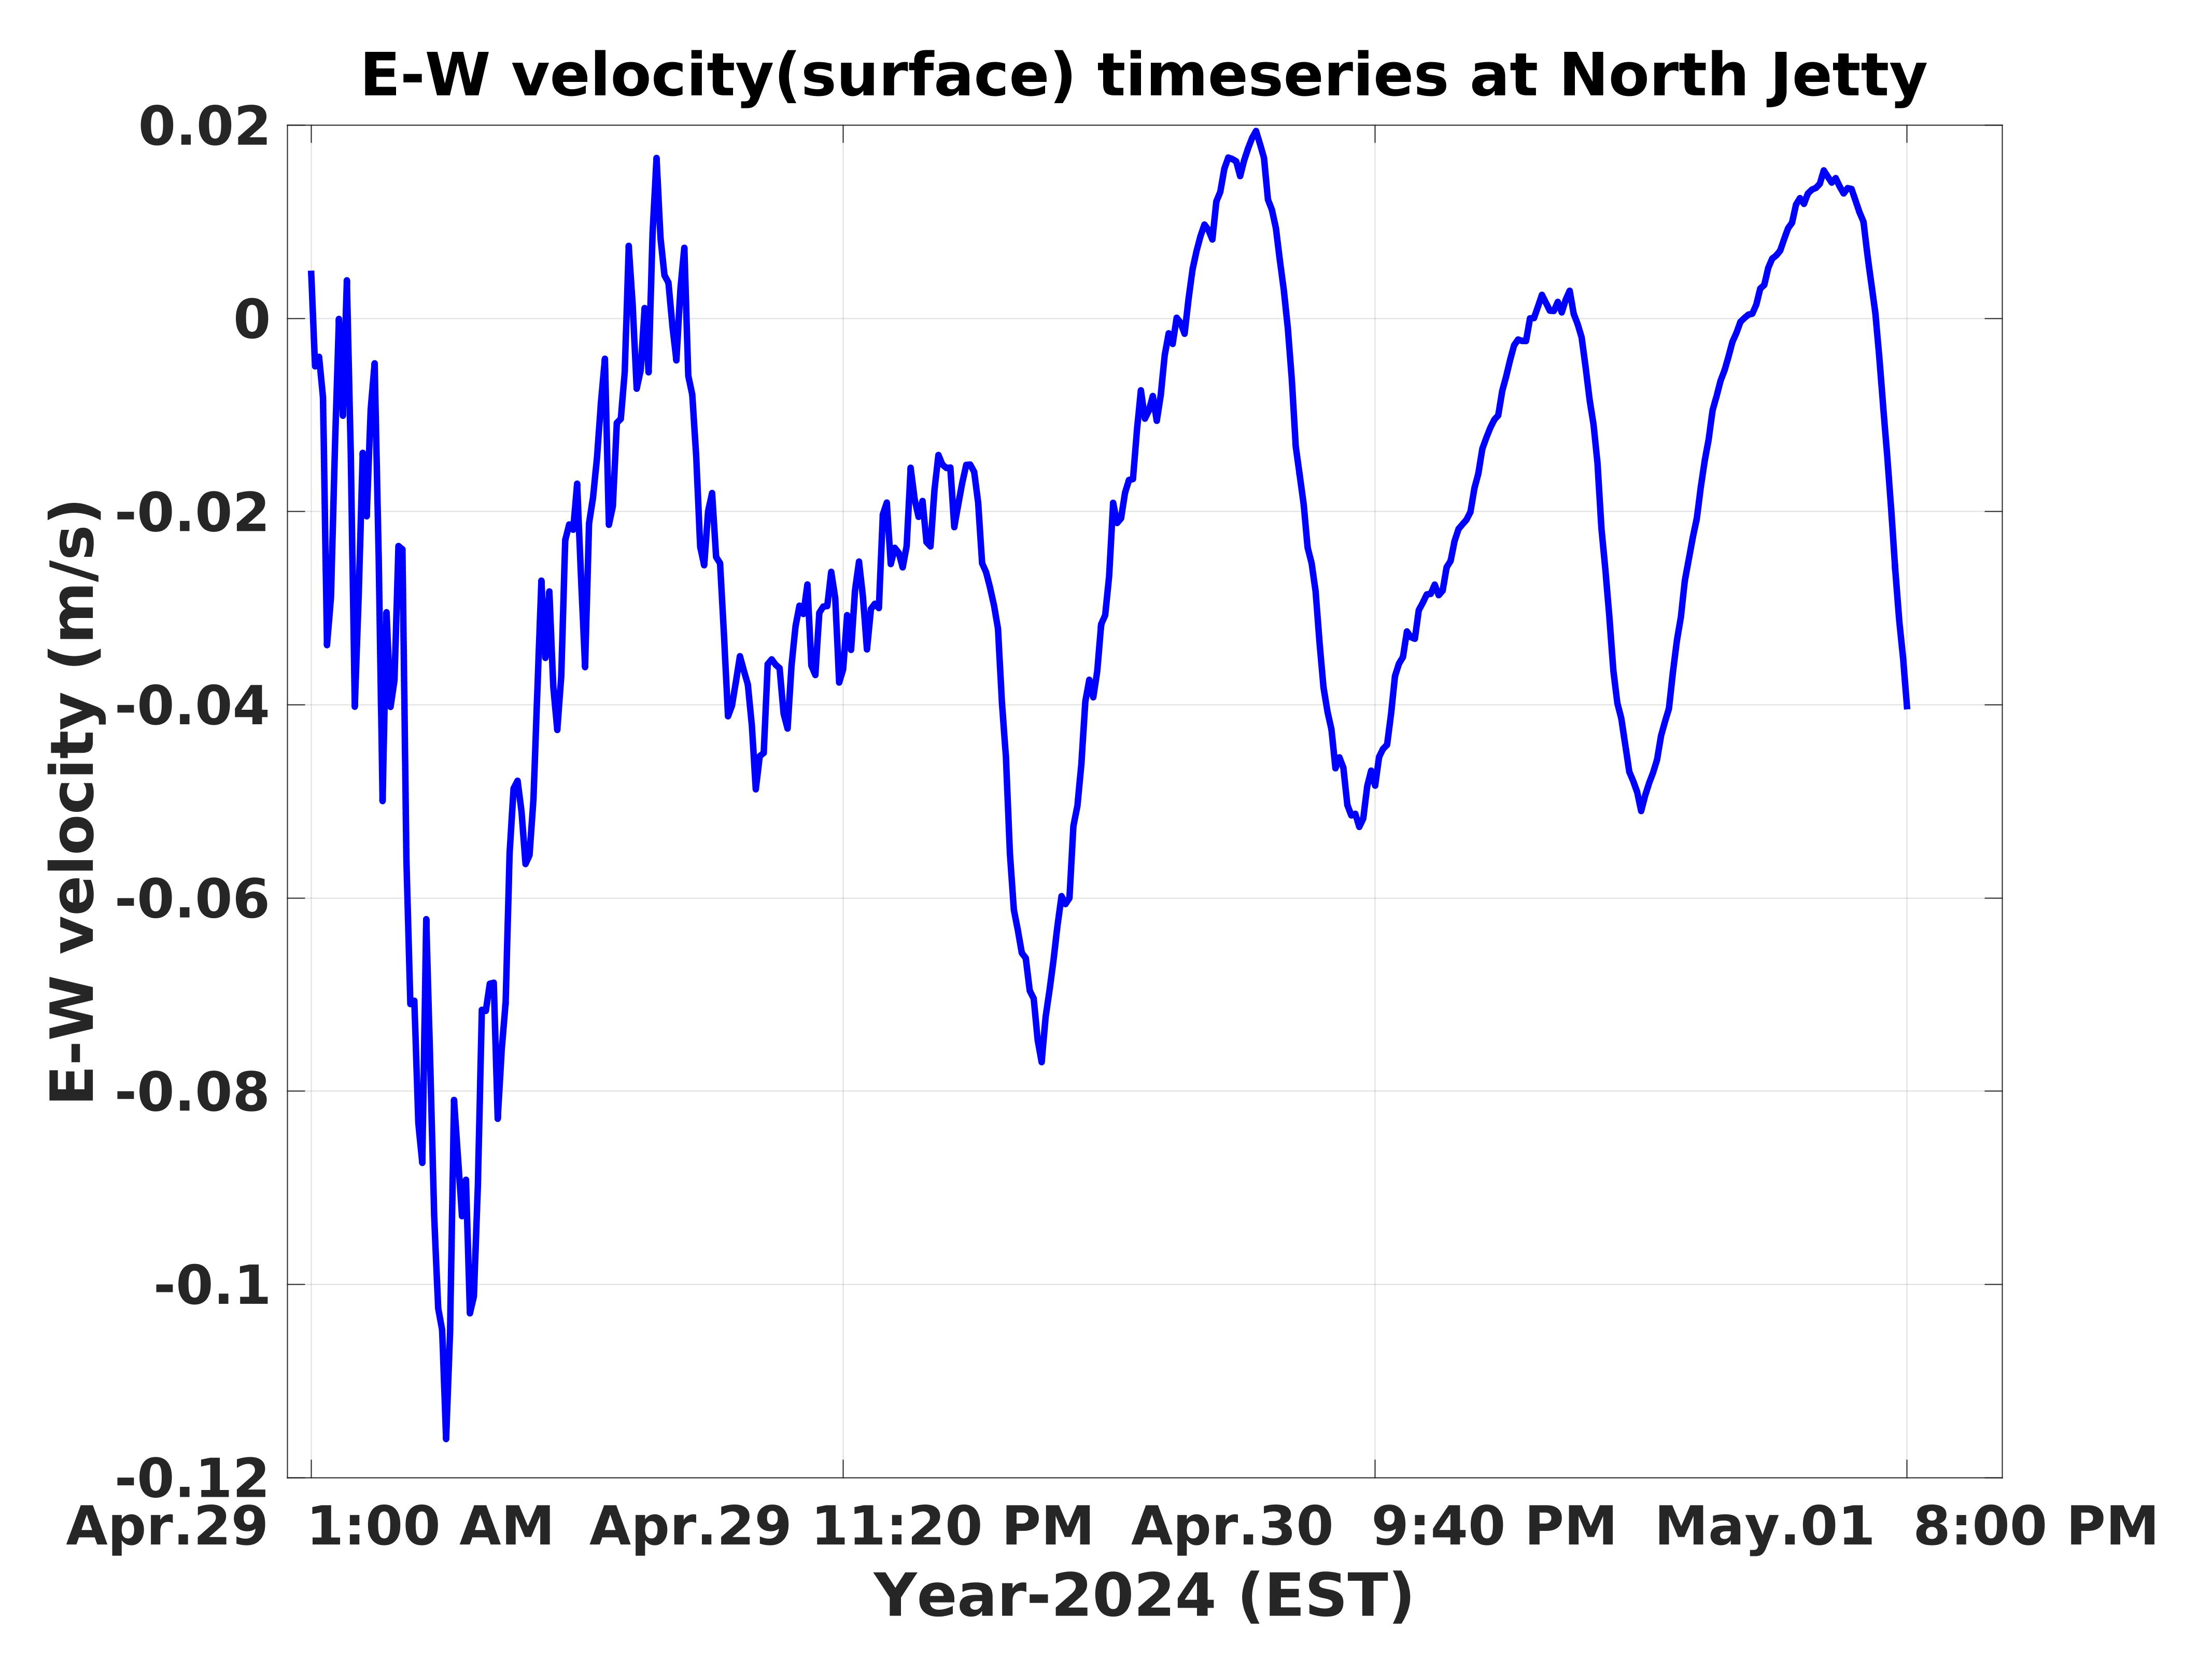 E-W velocity(surface) timeseries at North Jetty
0.02
0
-0.02
-0.04
-0.06
-0.08
-0.1
-0.12
E-W velocity (m/s)
Apr.29 1:00 AM Apr.29 11:20 PM Apr.30 9:40 PM May.01 8:00 PM
Year-2024 (EST)